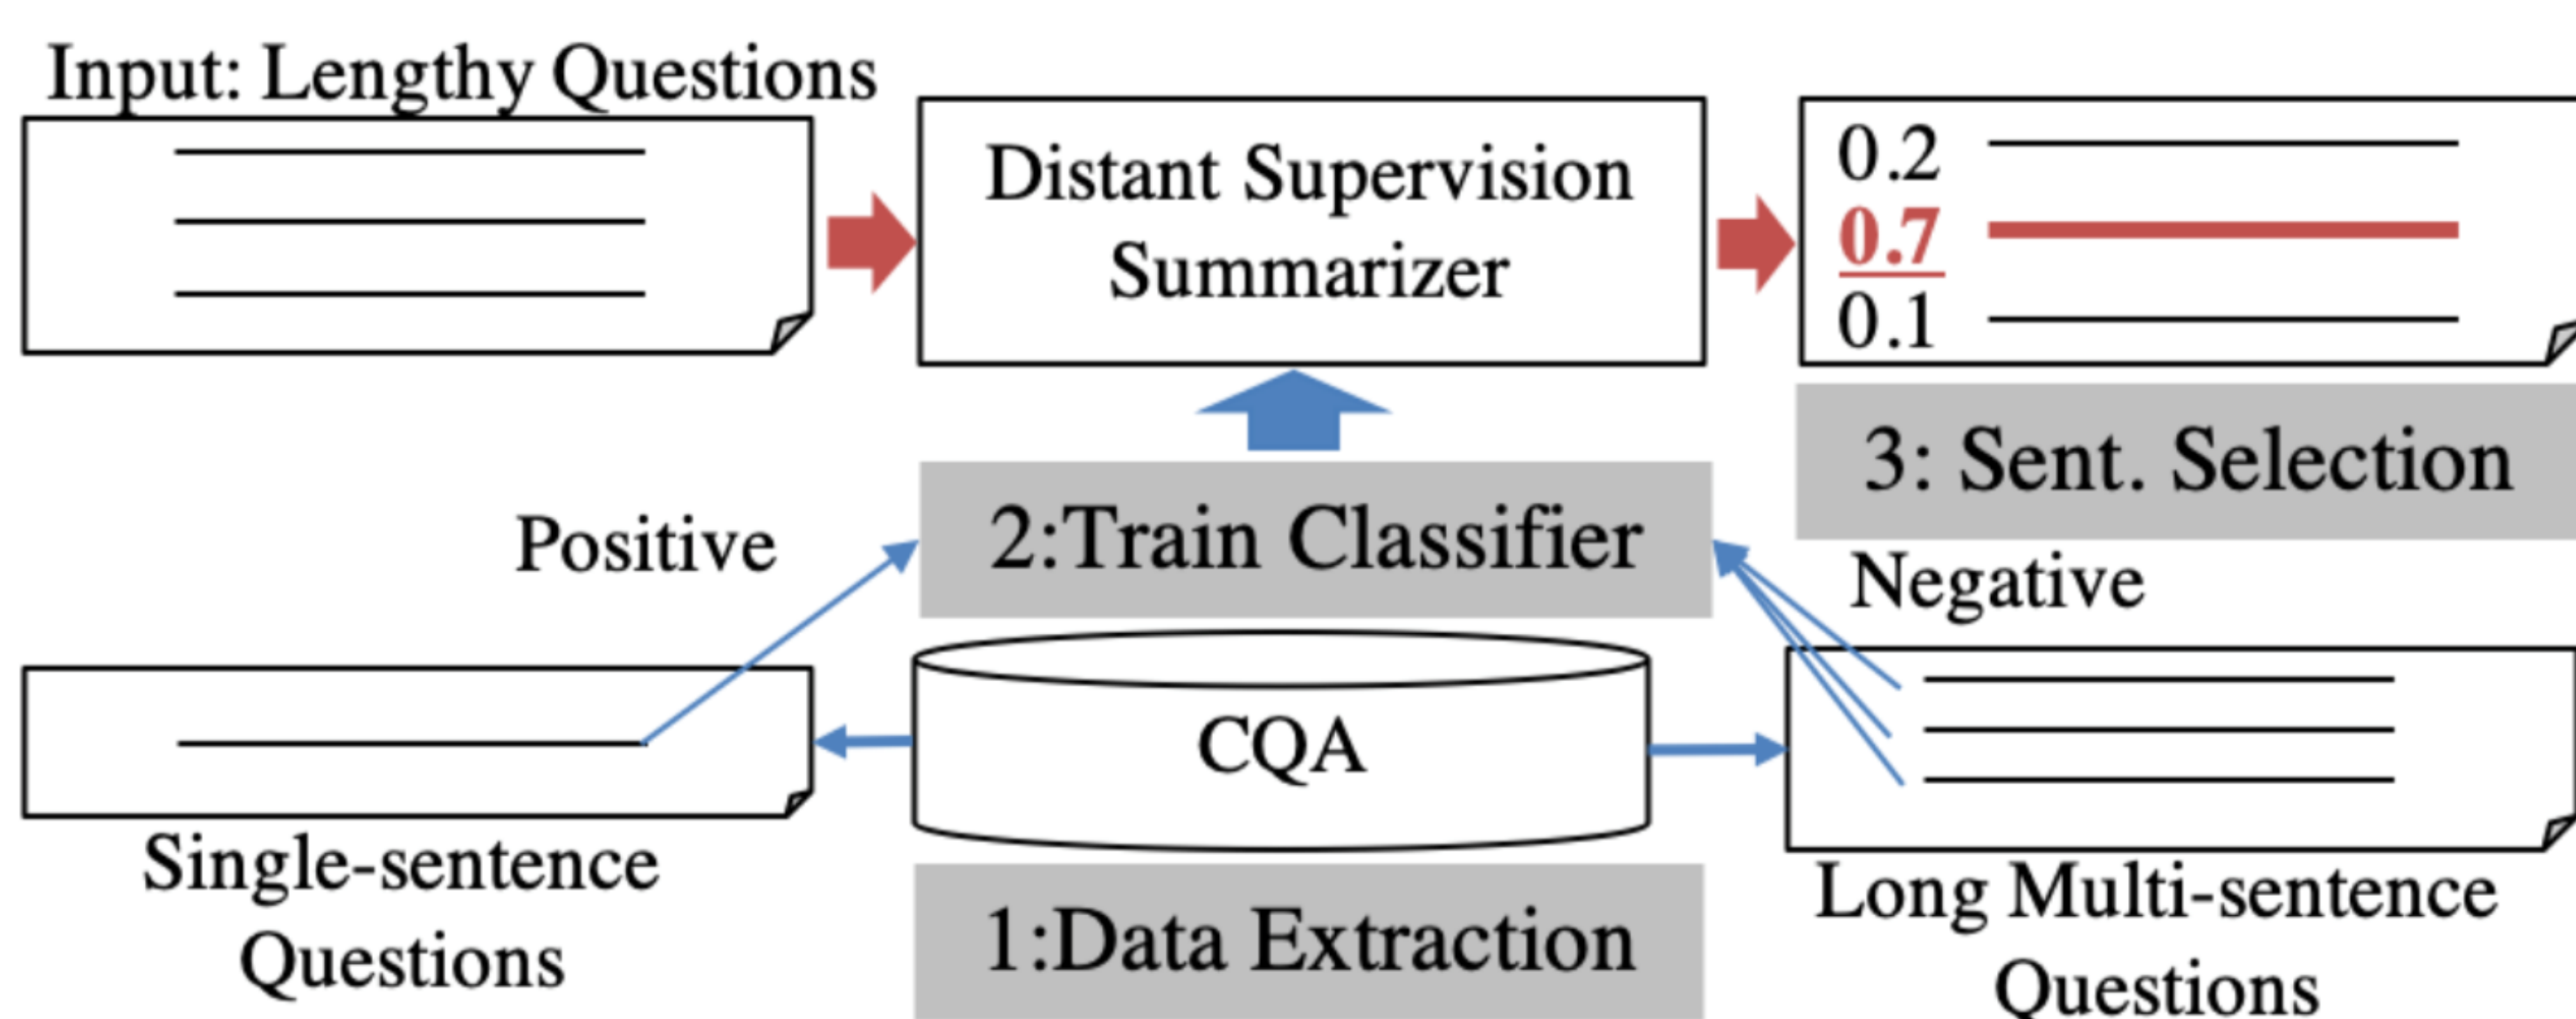 Input: Lengthy Questions
Distant Supervision
Summarizer
0.2
0.7
0.1
3: Sent. Selection
Positive
2:Train Classifier
Negative
CQA
Single-sentence
Questions
1:Data Extraction
Long Multi-sentence
Questions